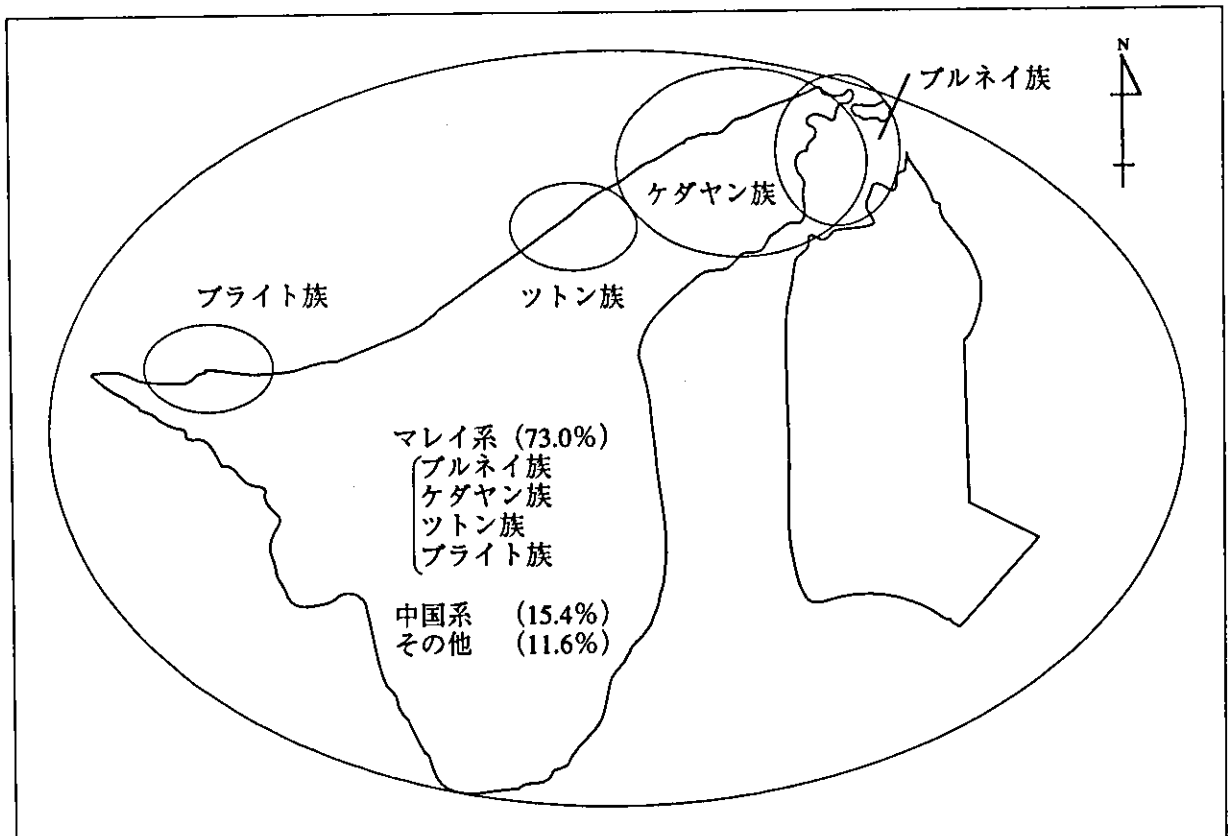 N
ブルネイ族
ケダヤン族
ツトン族
ブライト族
マレイ系 (73.0%)
ブルネイ族
ケダヤン族
ツトン族
ブライト族
中国系 (15.4%)
その他 (11.6%)